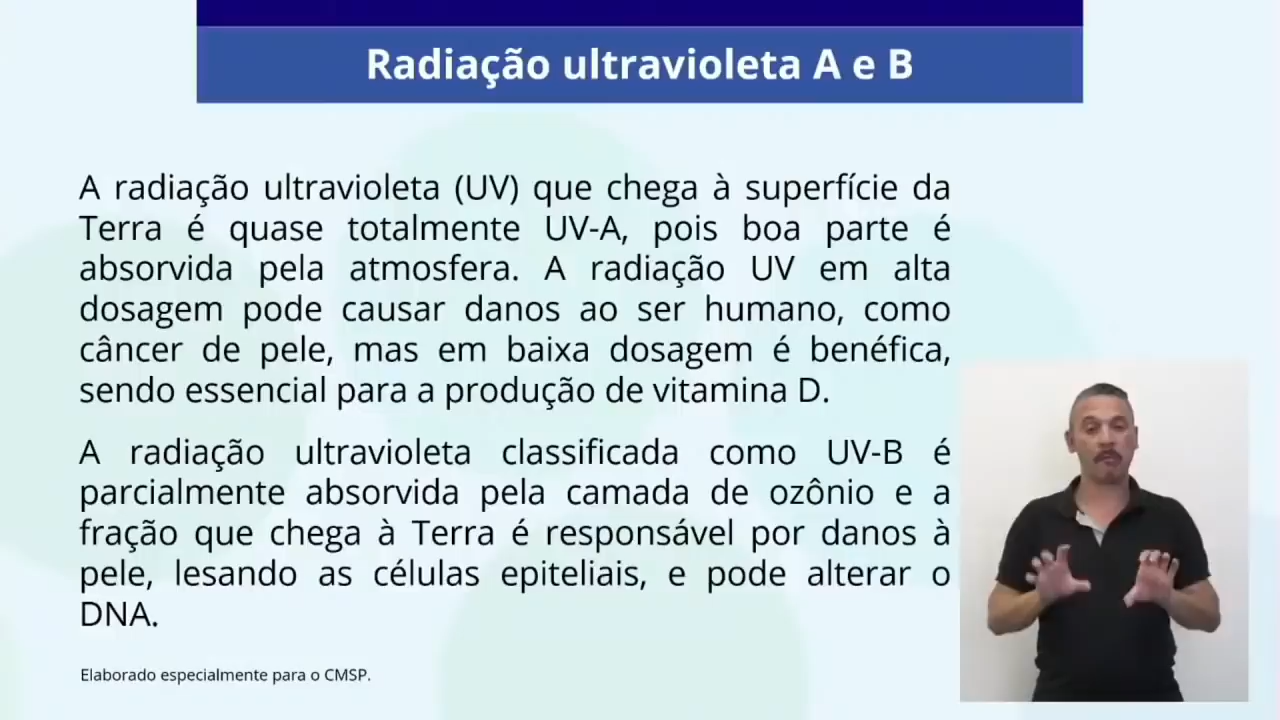 Radiação ultravioleta A e B
A radiação ultravioleta (UV) que chega à superfície da
Terra é quase totalmente UV-A, pois boa parte é
absorvida pela atmosfera. A radiação UV em alta
dosagem pode causar danos ao ser humano, como
câncer de pele, mas em baixa dosagem é benéfica,
sendo essencial para a produção de vitamina D.
A radiação ultravioleta classificada como UV-B é
parcialmente absorvida pela camada de ozônio e a
fração que chega à Terra é responsável por danos à
pele, lesando as células epiteliais, e pode alterar o
DNA.
Elaborado especialmente para o CMSP.